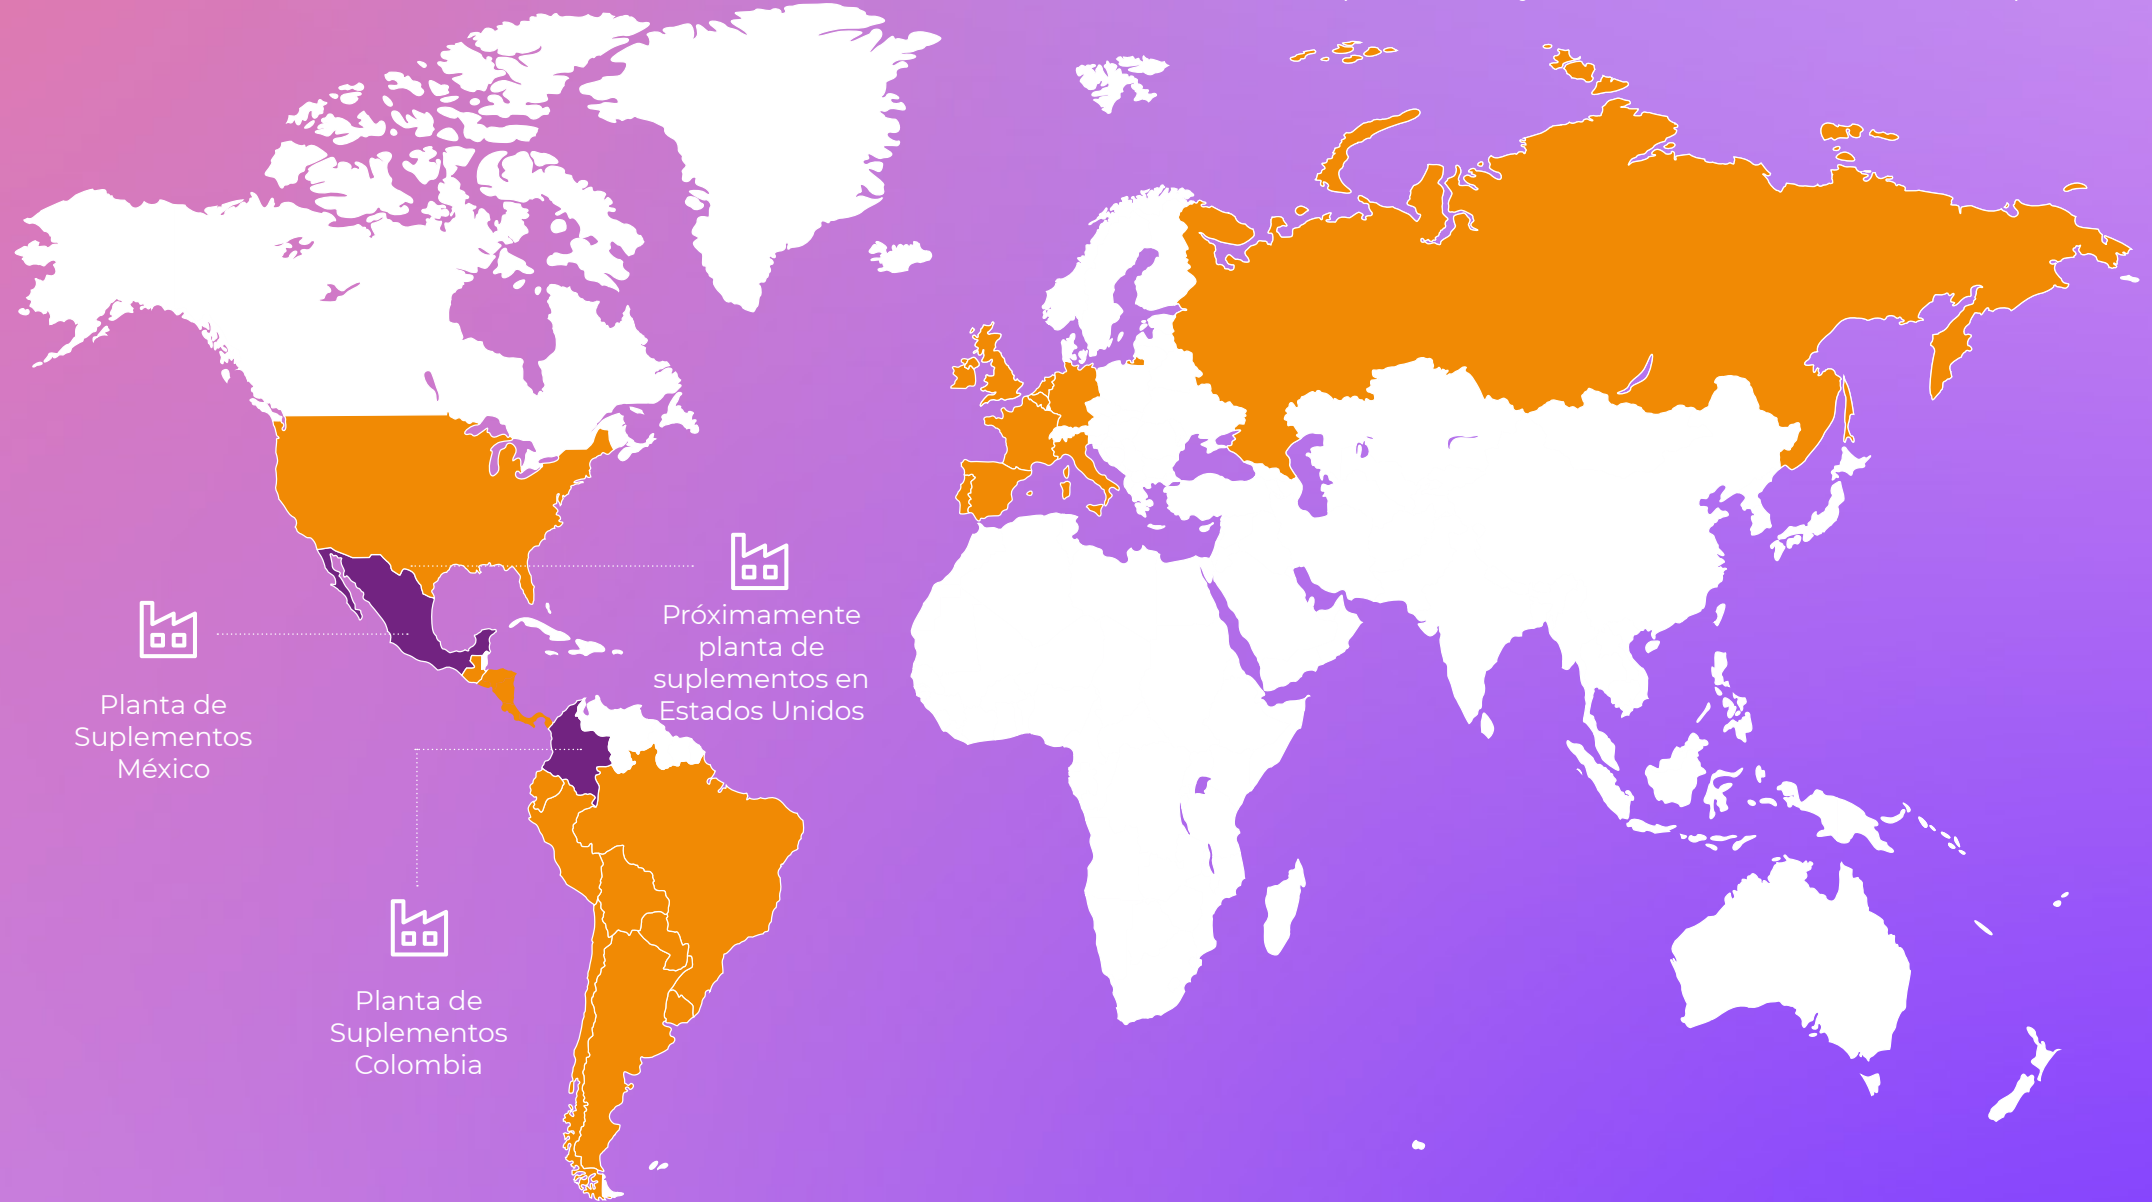 Próximamente
planta de
suplementos en
Estados Unidos
Planta de
Suplementos
México
Planta de
Suplementos
Colombia